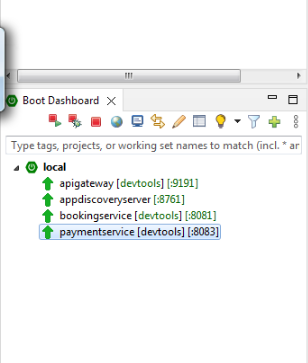 Boot Dashboard
Type tags, projects, or working set names to match (incl. * an
local
apigateway [devtools] [:9191]
appdiscoveryserver [:8761]
bookingservice [devtools] [:8081]
paymentservice [devtools] [:8083]